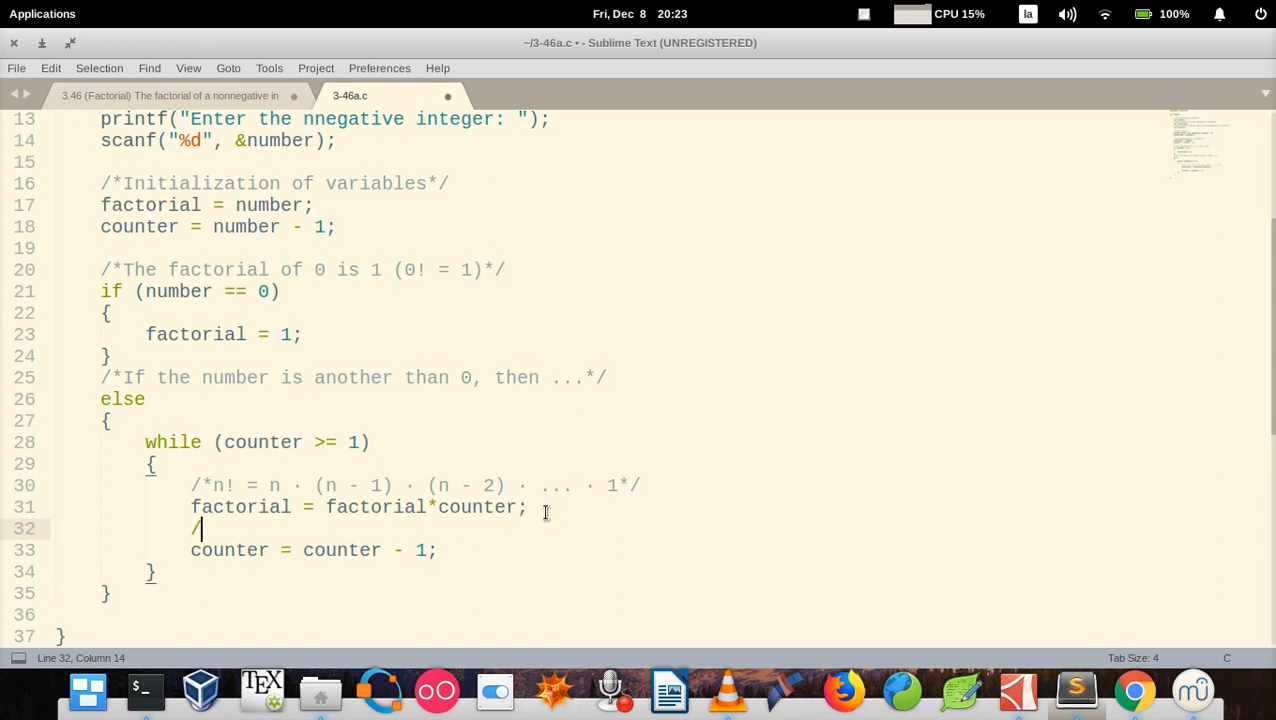 Applications Fri, Dec 8 20:23 CPU 15% la 100%
~/3-46a.c • - Sublime Text (UNREGISTERED)
File Edit Selection Find View Goto Tools Project Preferences Help
3.46 (Factorial) The factorial of a nonnegative in 3-46a.c
13 printf("Enter the nnegative integer: ");
14 scanf("%d", &number);
15
16 /*Initialization of variables*/
17 factorial = number;
18 counter = number - 1;
19
20 /*The factorial of 0 is 1 (0! = 1)*/
21 if (number == 0)
22 {
23 factorial = 1;
24 }
25 /*If the number is another than 0, then ...*/
26 else
27 {
28 while (counter >= 1)
29 {
30 /*n! = n · (n - 1) · (n - 2) · ... · 1*/
31 factorial = factorial*counter;
32 /
33 counter = counter - 1;
34 }
35 }
36
37 }
Line 32, Column 14 Tab Size: 4 C
>_ TEX S mu